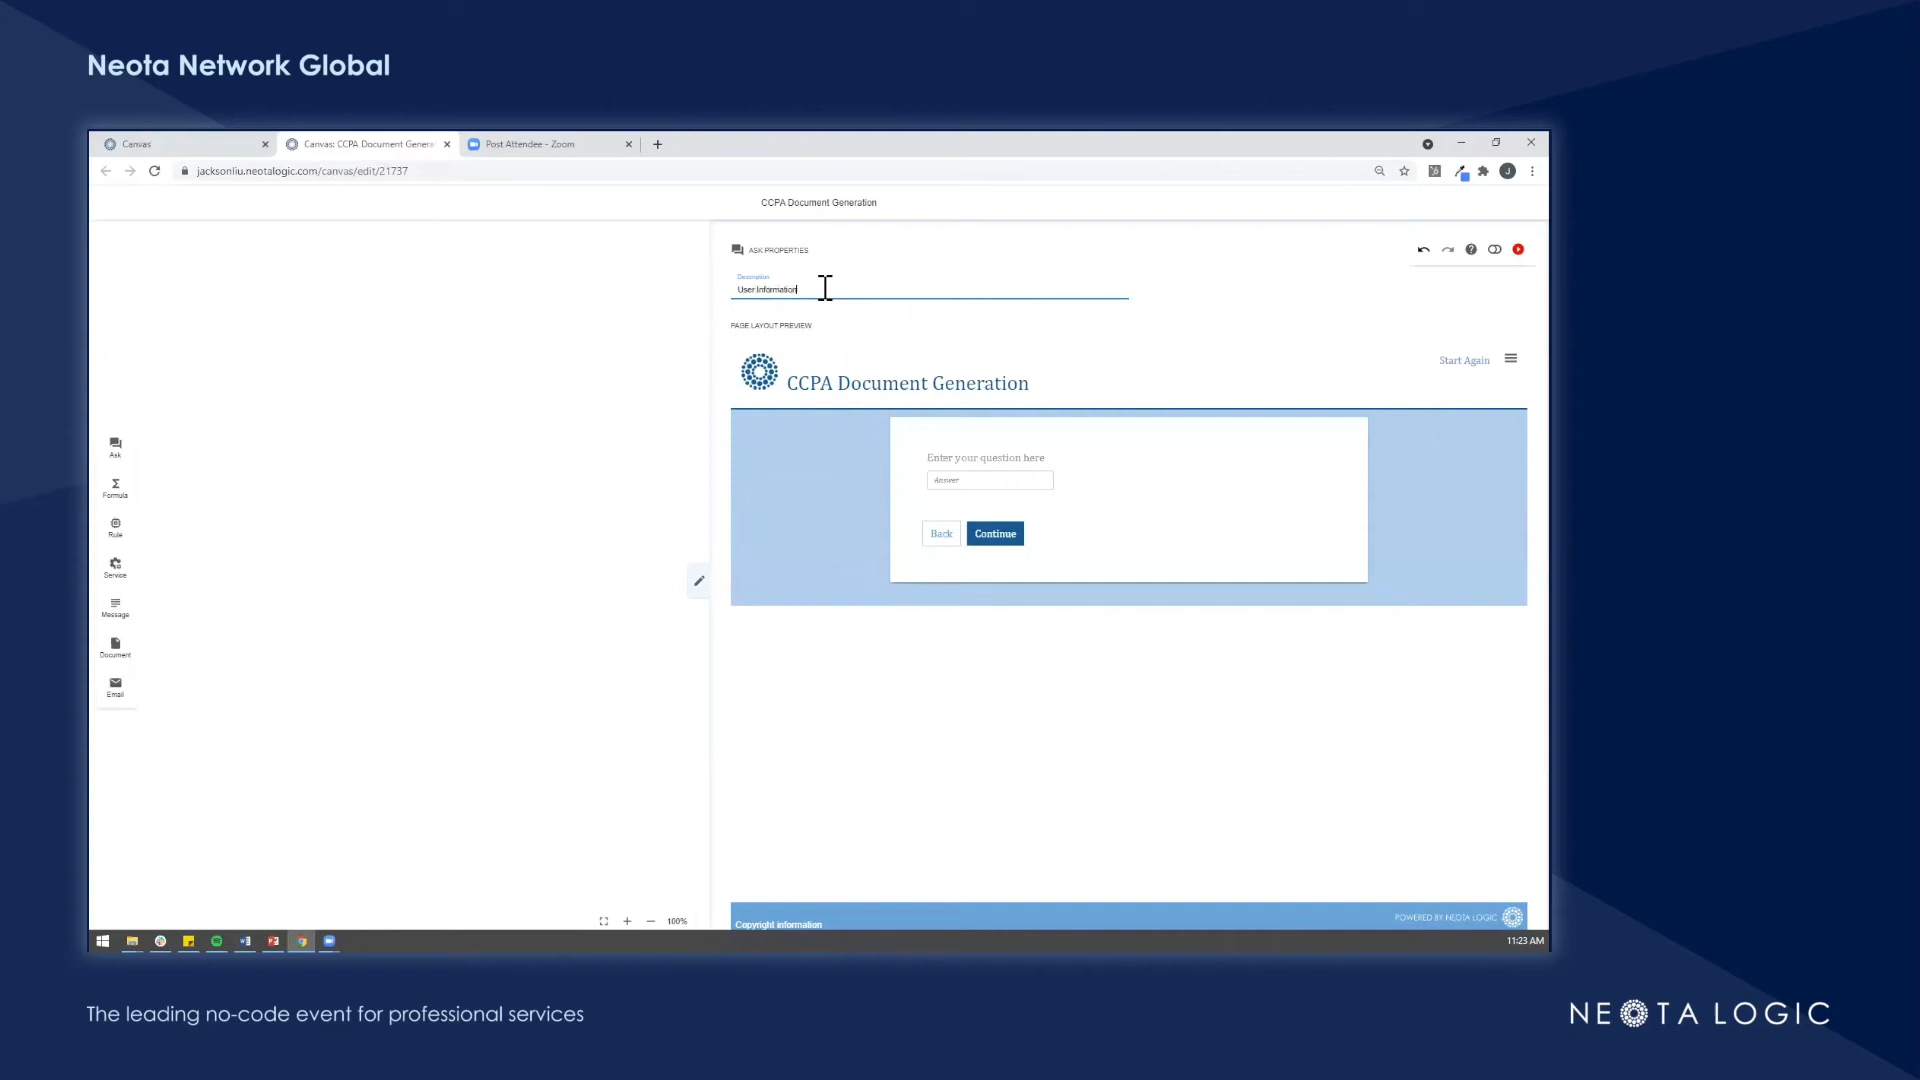 Neota Network Global
Canvas
Canvas: CCPA Document Genera
Post Attendee - Zoom
jacksonliu.neotalogic.com/canvas/edit/21737
CCPA Document Generation
ASK PROPERTIES
Description
User Information
PAGE LAYOUT PREVIEW
Start Again
CCPA Document Generation
Enter your question here
Answer
Back
Continue
Ask
Formula
Rule
Service
Message
Document
Email
100%
Copyright information
POWERED BY NEOTA LOGIC
11:23 AM
The leading no-code event for professional services
NEOTA LOGIC